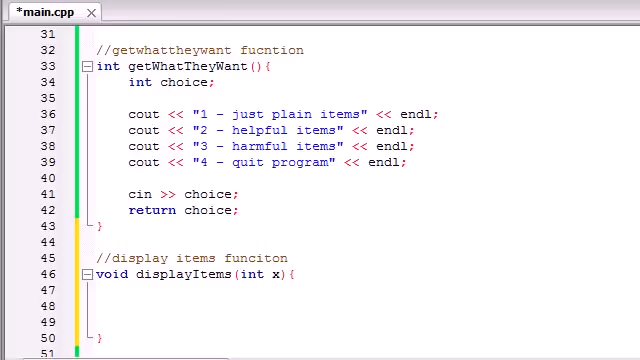 *main.cpp
31
32 //getwhattheywant fucntion
33 int getWhatTheyWant(){
34 int choice;
35
36 cout << "1 - just plain items" << endl;
37 cout << "2 - helpful items" << endl;
38 cout << "3 - harmful items" << endl;
39 cout << "4 - quit program" << endl;
40
41 cin >> choice;
42 return choice;
43 }
44
45 //display items funciton
46 void displayItems(int x){
47
48
49
50 }
51